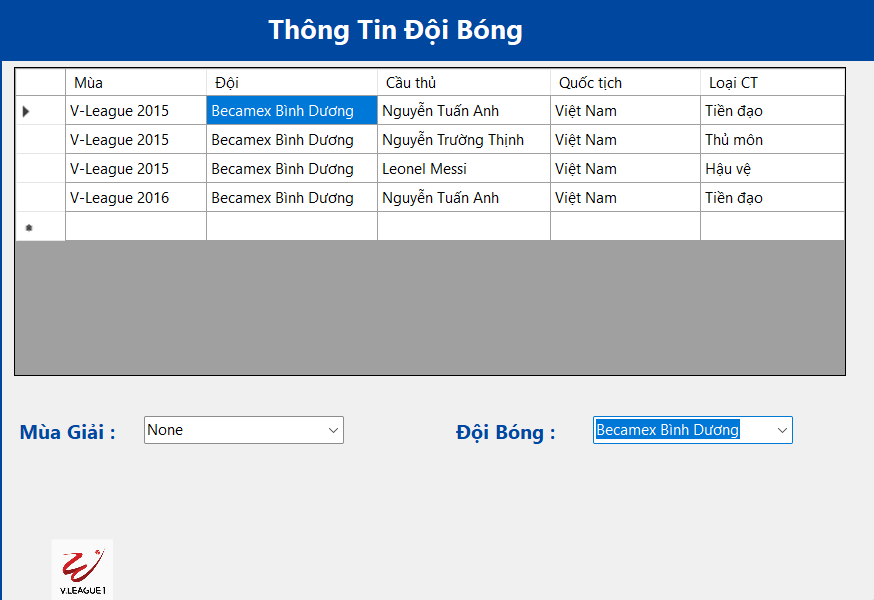 Thông Tin Đội Bóng
Mùa Đội Cầu thủ Quốc tịch Loại CT
V-League 2015 Becamex Bình Dương Nguyễn Tuấn Anh Việt Nam Tiền đạo
V-League 2015 Becamex Bình Dương Nguyễn Trường Thịnh Việt Nam Thủ môn
V-League 2015 Becamex Bình Dương Leonel Messi Việt Nam Hậu vệ
V-League 2016 Becamex Bình Dương Nguyễn Tuấn Anh Việt Nam Tiền đạo
Mùa Giải : None Đội Bóng : Becamex Bình Dương
V.LEAGUE 1